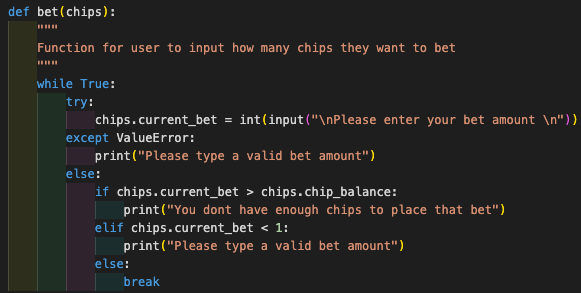 def bet(chips):
    """
    Function for user to input how many chips they want to bet
    """
    while True:
        try:
            chips.current_bet = int(input("\nPlease enter your bet amount \n"))
        except ValueError:
            print("Please type a valid bet amount")
        else:
            if chips.current_bet > chips.chip_balance:
                print("You dont have enough chips to place that bet")
            elif chips.current_bet < 1:
                print("Please type a valid bet amount")
            else:
                break